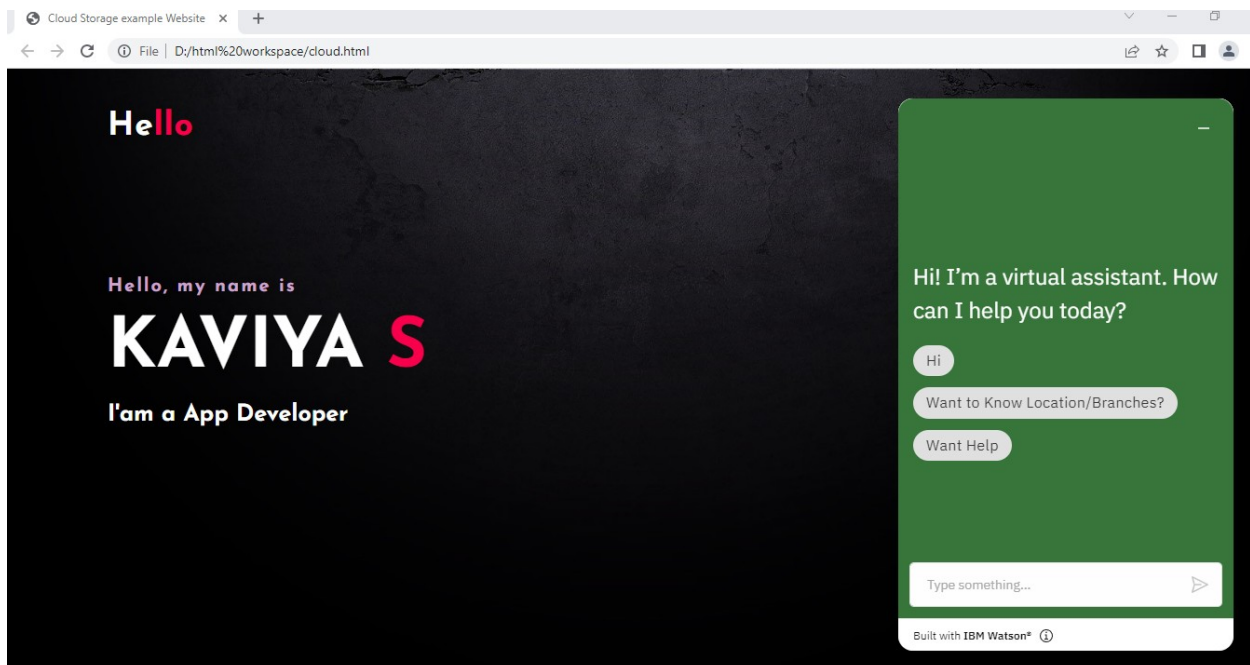 Cloud Storage example Website
File | D:/html%20workspace/cloud.html
Hello
Hello, my name is
KAVIYA S
I'am a App Developer
Hi! I’m a virtual assistant. How
can I help you today?
Hi
Want to Know Location/Branches?
Want Help
Type something...
Built with IBM Watson®